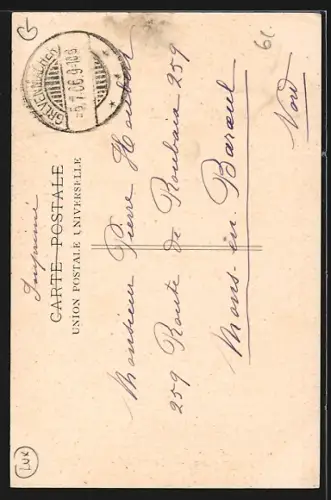 Imprimé
CARTE POSTALE
UNION POSTALE UNIVERSELLE
GREVENMACHER
-5.7.06.9-10
Monsieur Pierre
259 Route de Roubaix 259
Mons-en-Baroeul
Nord
61.
LUX